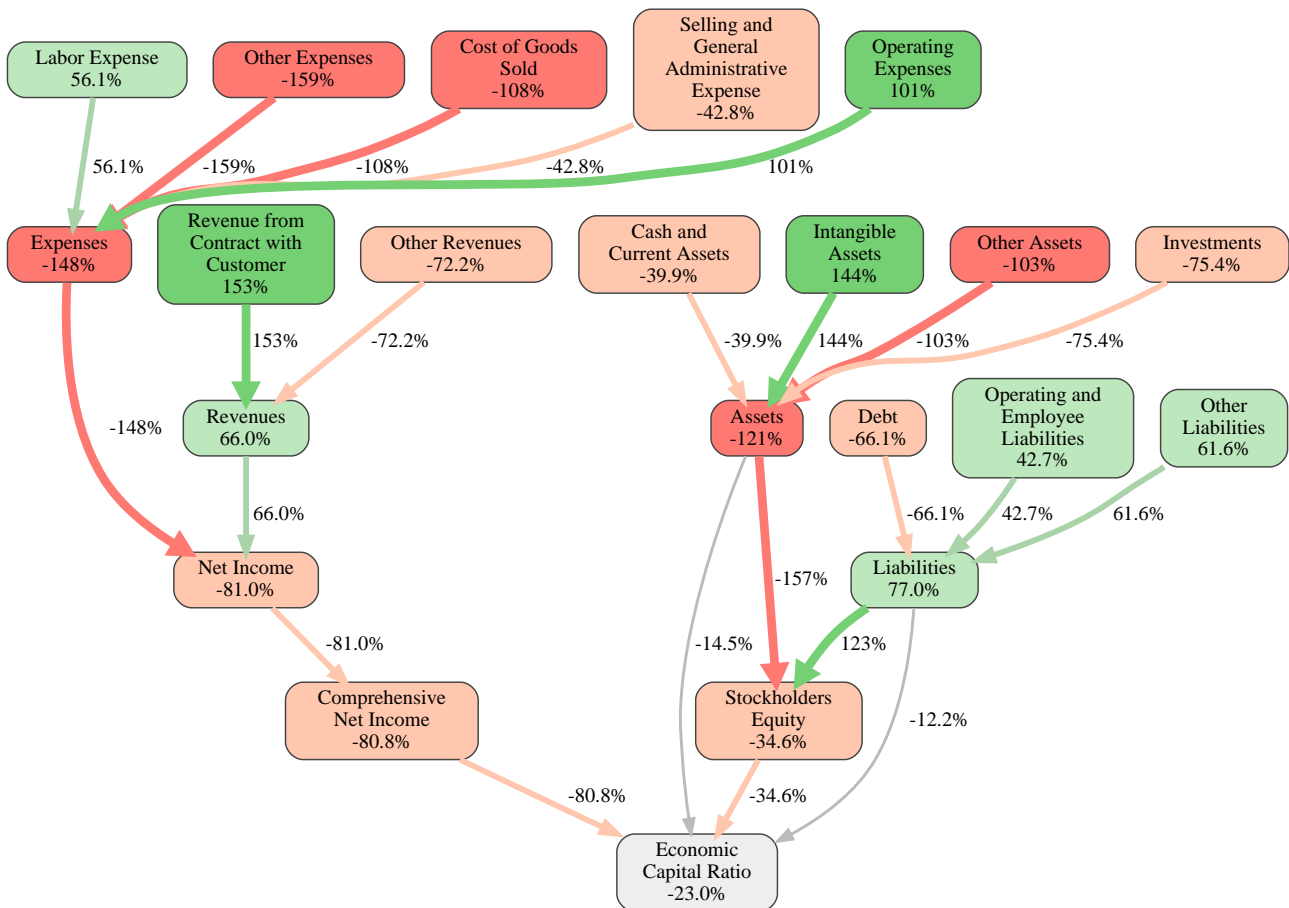 Labor Expense
56.1%
Other Expenses
-159%
Cost of Goods
Sold
-108%
Selling and
General
Administrative
Expense
-42.8%
Operating
Expenses
101%
56.1%
-159%
-108%
-42.8%
101%
Expenses
-148%
Revenue from
Contract with
Customer
153%
Other Revenues
-72.2%
Cash and
Current Assets
-39.9%
Intangible
Assets
144%
Other Assets
-103%
Investments
-75.4%
153%
-72.2%
-39.9%
144%
-103%
-75.4%
-148%
Revenues
66.0%
Assets
-121%
Debt
-66.1%
Operating and
Employee
Liabilities
42.7%
Other
Liabilities
61.6%
66.0%
-66.1%
42.7%
61.6%
Net Income
-81.0%
-157%
Liabilities
77.0%
-81.0%
-14.5%
123%
-12.2%
Comprehensive
Net Income
-80.8%
Stockholders
Equity
-34.6%
-80.8%
-34.6%
Economic
Capital Ratio
-23.0%